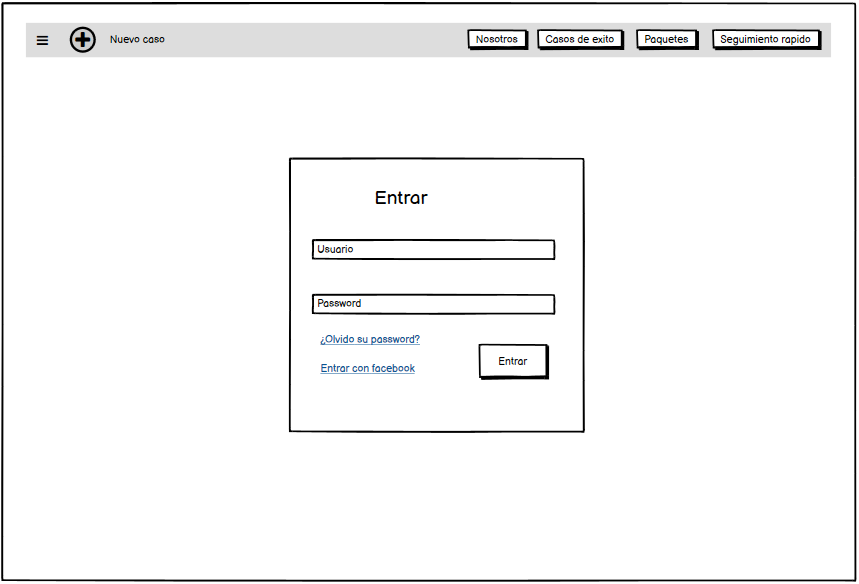 Nuevo caso
Nosotros
Casos de exito
Paquetes
Seguimiento rapido
Entrar
Usuario
Password
¿Olvido su password?
Entrar con facebook
Entrar